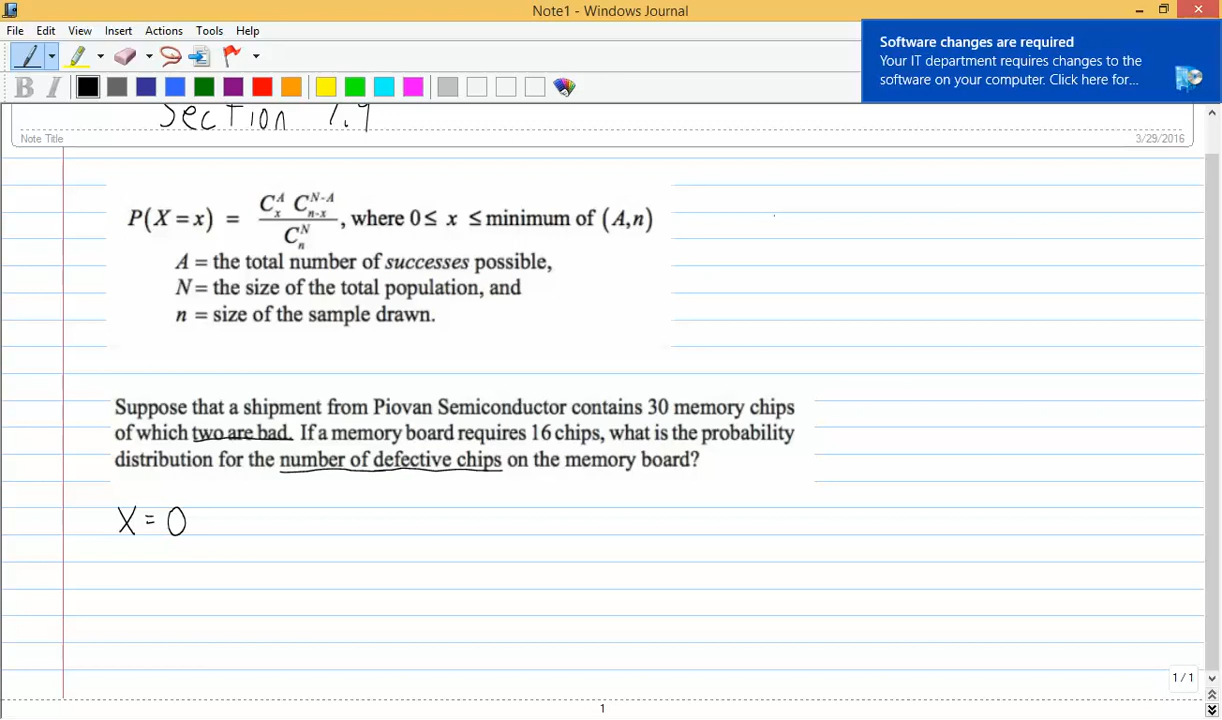 Note1 - Windows Journal
File Edit View Insert Actions Tools Help
Software changes are required
Your IT department requires changes to the
software on your computer. Click here for...
B I
Section 7.9
Note Title
3/29/2016
P(X = x) = C_x^A C_{n-x}^{N-A} / C_n^N, where 0 ≤ x ≤ minimum of (A,n)
A = the total number of successes possible,
N = the size of the total population, and
n = size of the sample drawn.
Suppose that a shipment from Piovan Semiconductor contains 30 memory chips
of which two are bad. If a memory board requires 16 chips, what is the probability
distribution for the number of defective chips on the memory board?
X = 0
1 / 1
1